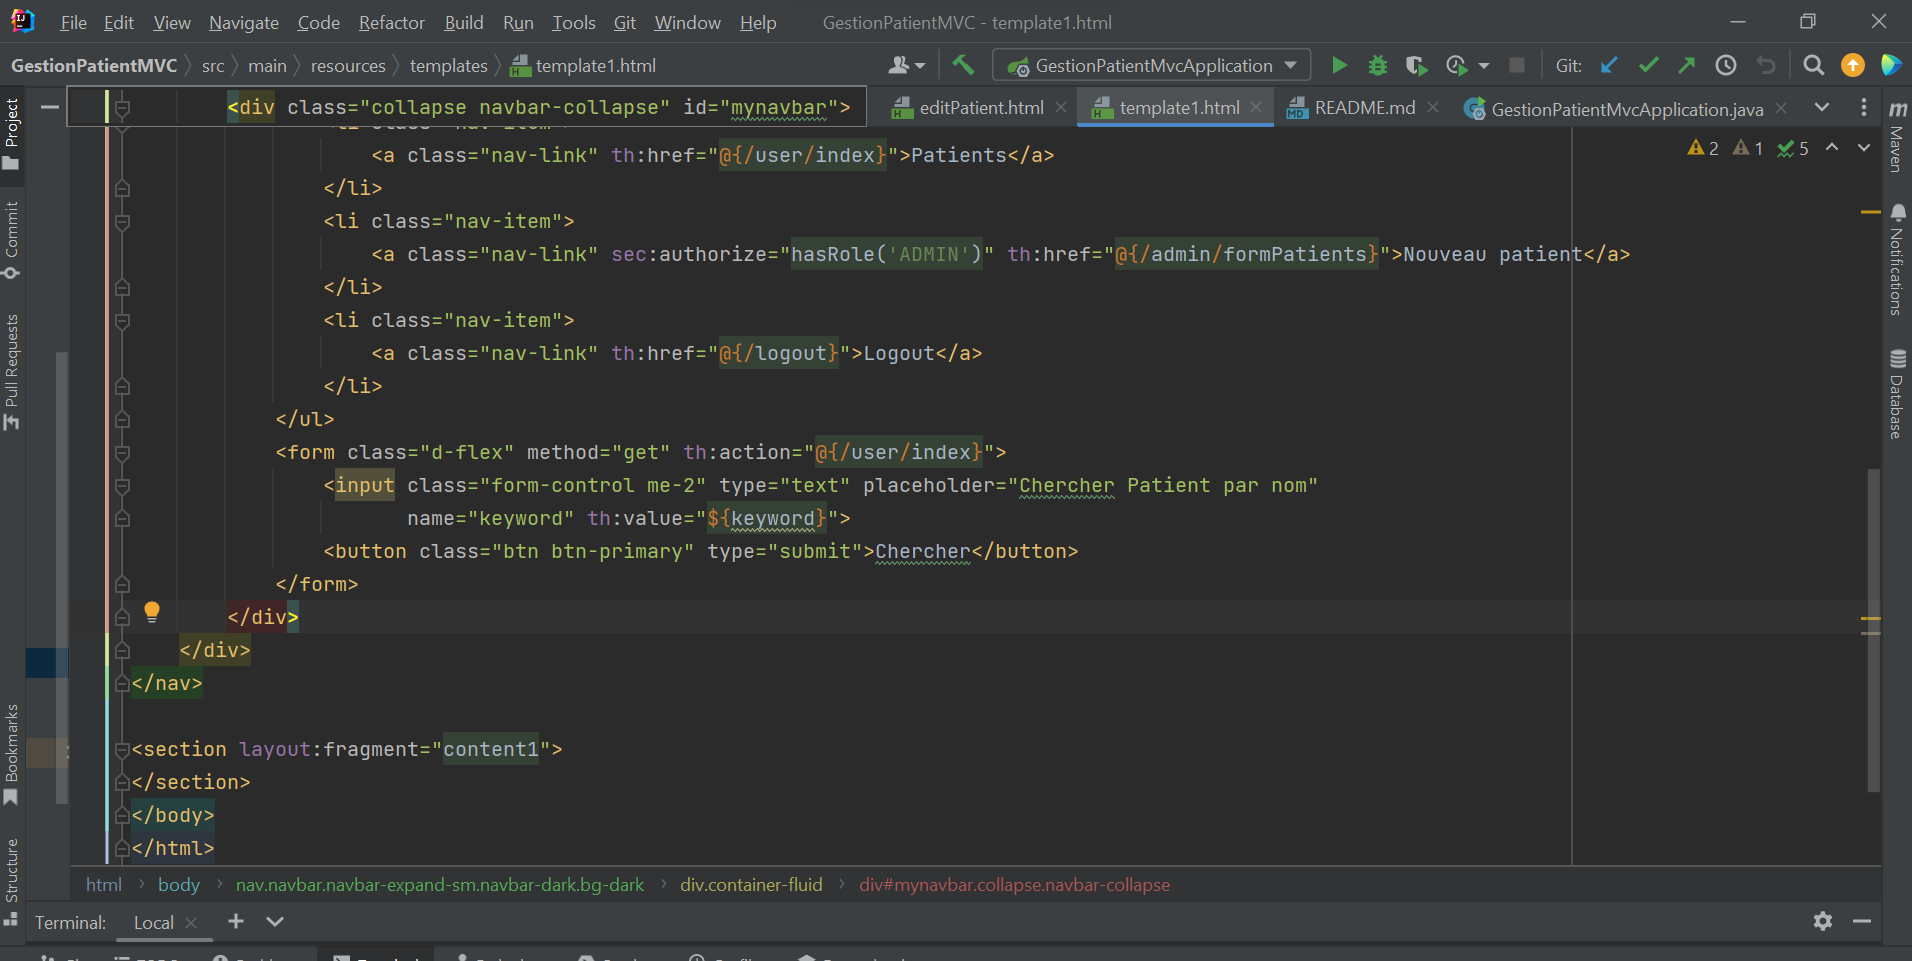 File Edit View Navigate Code Refactor Build Run Tools Git Window Help GestionPatientMVC - template1.html
GestionPatientMVC src main resources templates template1.html GestionPatientMvcApplication Git:
<div class="collapse navbar-collapse" id="mynavbar"> editPatient.html template1.html README.md GestionPatientMvcApplication.java
<a class="nav-link" th:href="@{/user/index}">Patients</a> 2 1 5
</li>
<li class="nav-item">
<a class="nav-link" sec:authorize="hasRole('ADMIN')" th:href="@{/admin/formPatients}">Nouveau patient</a>
</li>
<li class="nav-item">
<a class="nav-link" th:href="@{/logout}">Logout</a>
</li>
</ul>
<form class="d-flex" method="get" th:action="@{/user/index}">
<input class="form-control me-2" type="text" placeholder="Chercher Patient par nom"
name="keyword" th:value="${keyword}">
<button class="btn btn-primary" type="submit">Chercher</button>
</form>
</div>
</div>
</nav>
<section layout:fragment="content1">
</section>
</body>
</html>
html body nav.navbar.navbar-expand-sm.navbar-dark.bg-dark div.container-fluid div#mynavbar.collapse.navbar-collapse
Terminal: Local
Project
Commit
Pull Requests
Bookmarks
Structure
m Maven
Notifications
Database